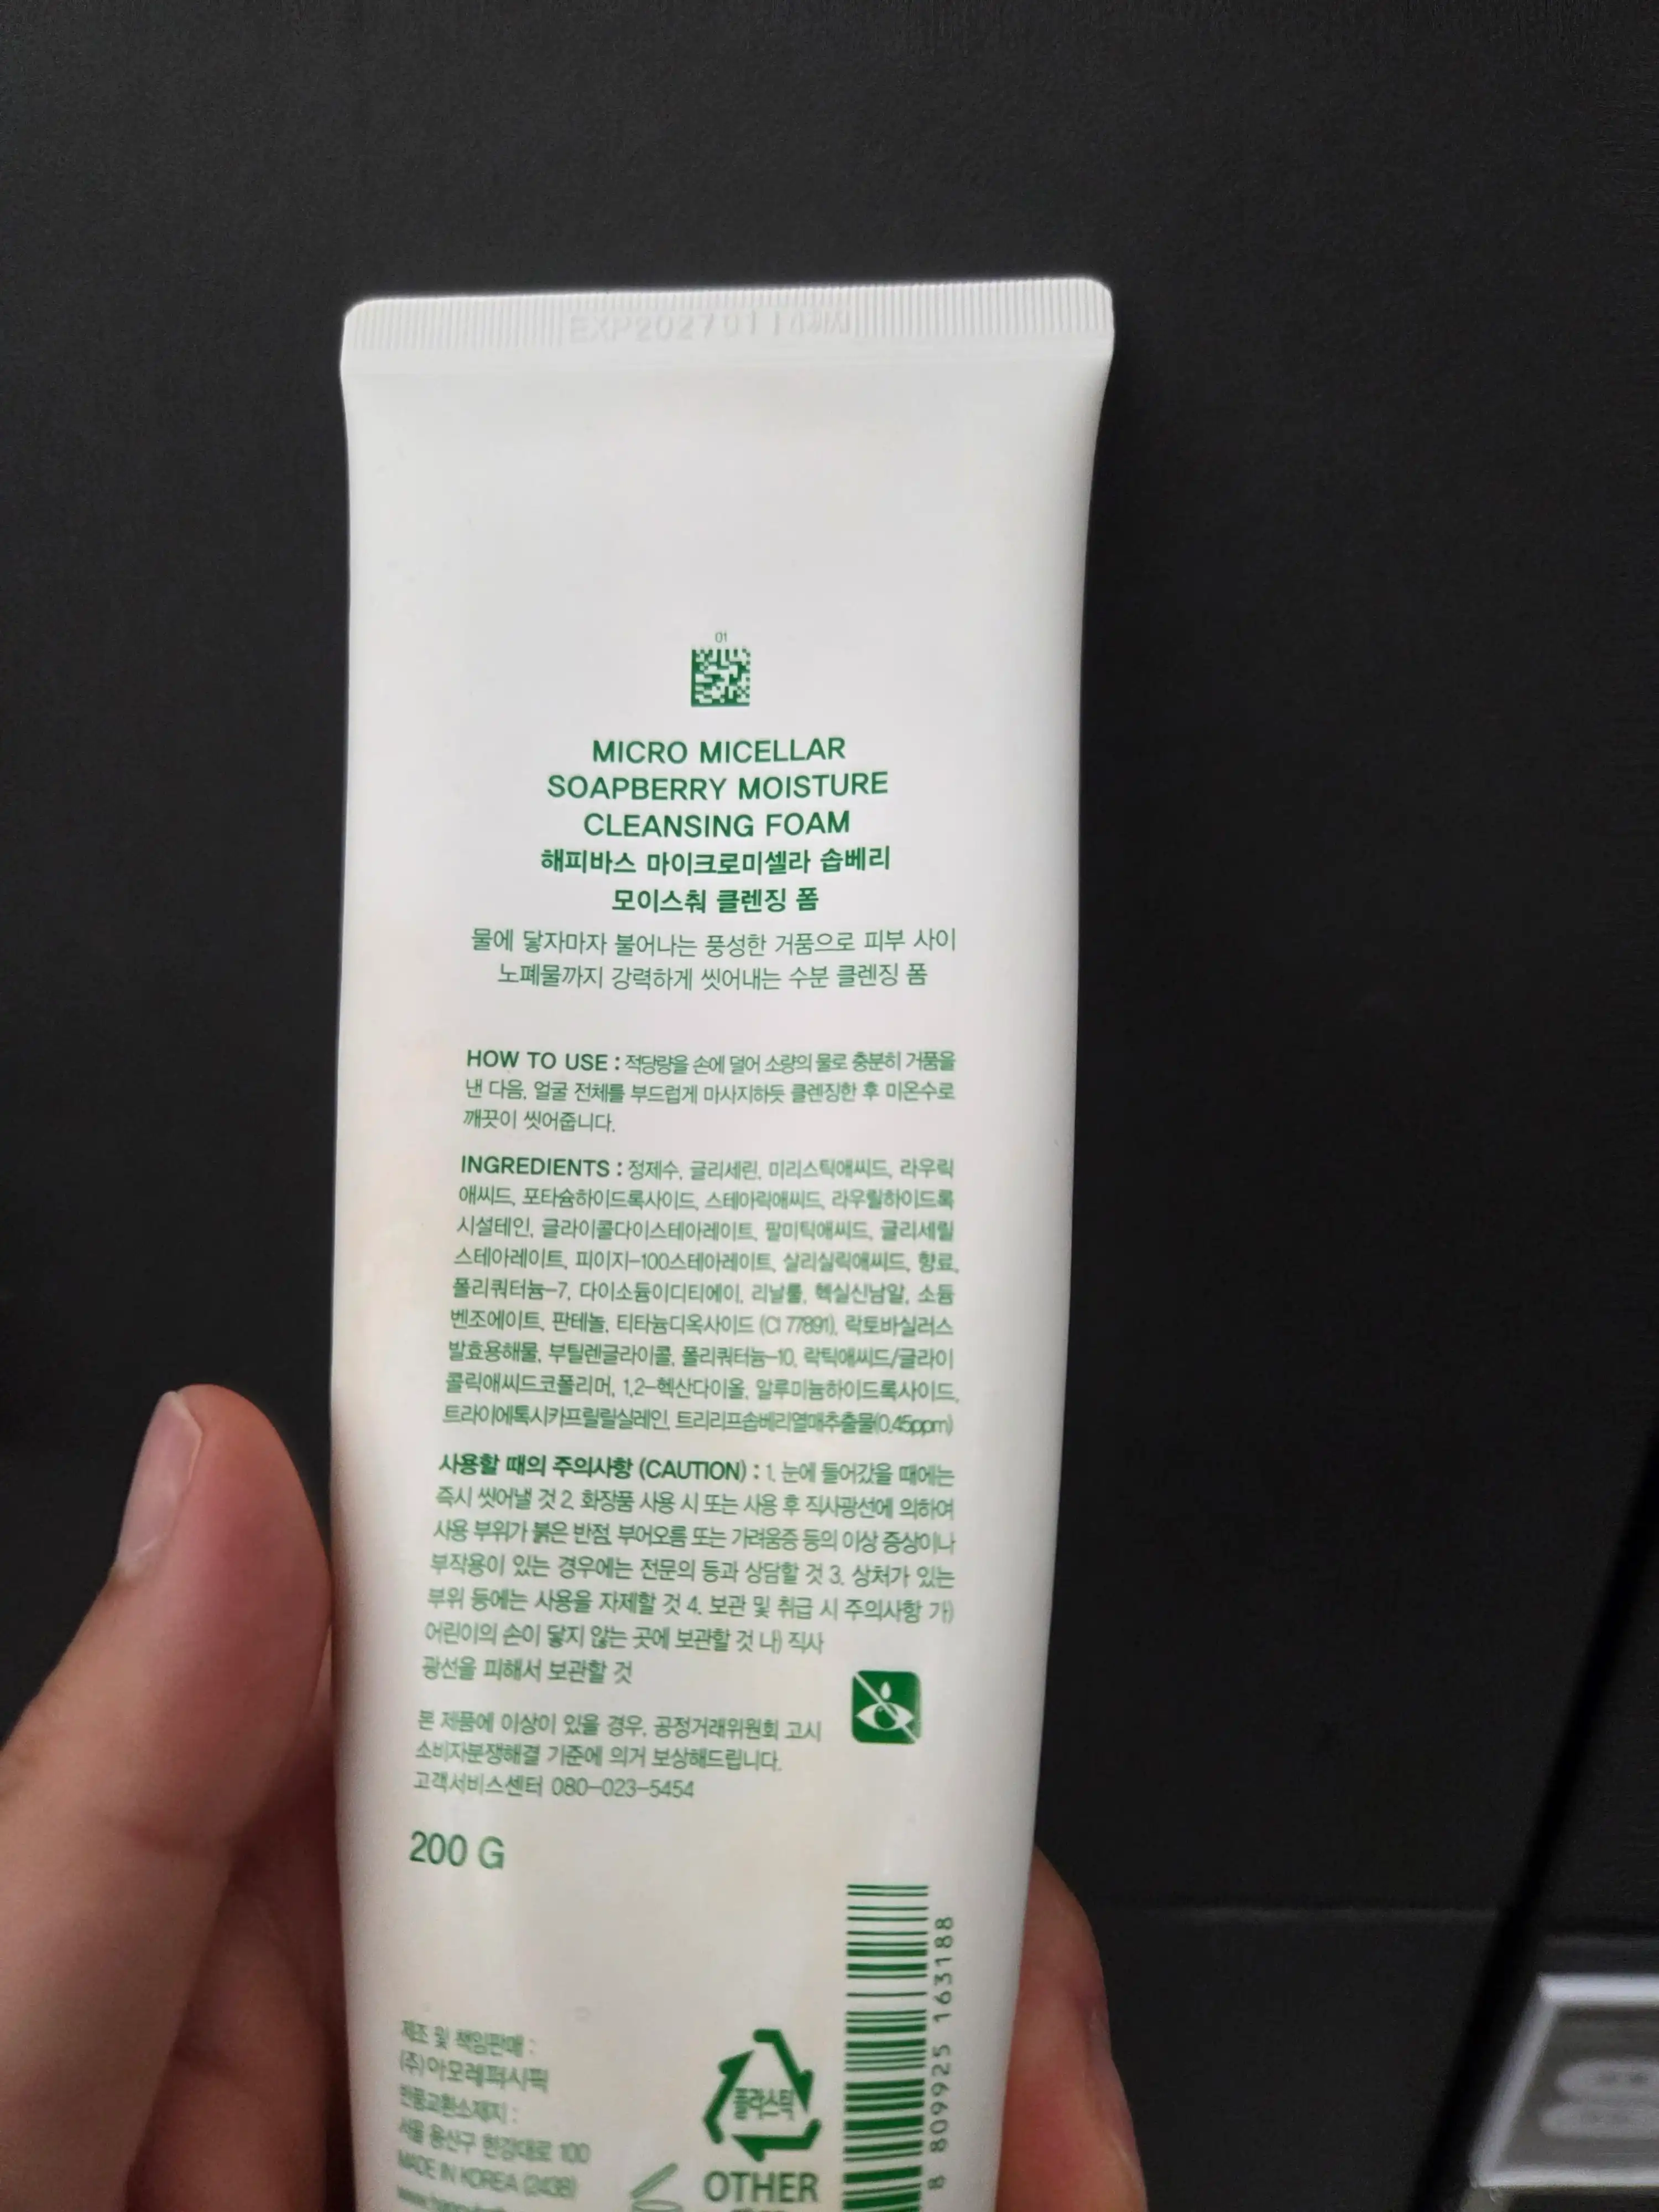 EXP20270114
01
MICRO MICELLAR
SOAPBERRY MOISTURE
CLEANSING FOAM
해피바스 마이크로미셀라 솝베리
모이스춰 클렌징 폼
물에 닿자마자 불어나는 풍성한 거품으로 피부 사이
노폐물까지 강력하게 씻어내는 수분 클렌징 폼
HOW TO USE : 적당량을 손에 덜어 소량의 물로 충분히 거품을
낸 다음, 얼굴 전체를 부드럽게 마사지하듯 클렌징한 후 미온수로
깨끗이 씻어줍니다.
INGREDIENTS : 정제수, 글리세린, 미리스틱애씨드, 라우릭
애씨드, 포타슘하이드록사이드, 스테아릭애씨드, 라우릴하이드록
시설테인, 글라이콜다이스테아레이트, 팔미틱애씨드, 글리세릴
스테아레이트, 피이지-100스테아레이트, 살리실릭애씨드, 향료,
폴리쿼터늄-7, 다이소듐이디티에이, 리날룰, 헥실신남알, 소듐
벤조에이트, 판테놀, 티타늄디옥사이드 (CI 77891), 락토바실러스
발효용해물, 부틸렌글라이콜, 폴리쿼터늄-10, 락틱애씨드/글라이
콜릭애씨드코폴리머, 1,2-헥산다이올, 알루미늄하이드록사이드,
트라이에톡시카프릴릴실레인, 트리리프솝베리열매추출물(0.45ppm)
사용할 때의 주의사항 (CAUTION) : 1. 눈에 들어갔을 때에는
즉시 씻어낼 것 2. 화장품 사용 시 또는 사용 후 직사광선에 의하여
사용 부위가 붉은 반점, 부어오름 또는 가려움증 등의 이상 증상이나
부작용이 있는 경우에는 전문의 등과 상담할 것 3. 상처가 있는
부위 등에는 사용을 자제할 것 4. 보관 및 취급 시 주의사항 가)
어린이의 손이 닿지 않는 곳에 보관할 것 나) 직사
광선을 피해서 보관할 것
본 제품에 이상이 있을 경우, 공정거래위원회 고시
소비자분쟁해결 기준에 의거 보상해드립니다.
고객서비스센터 080-023-5454
200 G
8 809925 163188
제조 및 책임판매 :
(주)아모레퍼시픽
반품교환소재지 :
서울 용산구 한강대로 100
MADE IN KOREA (243B)
플라스틱
OTHER